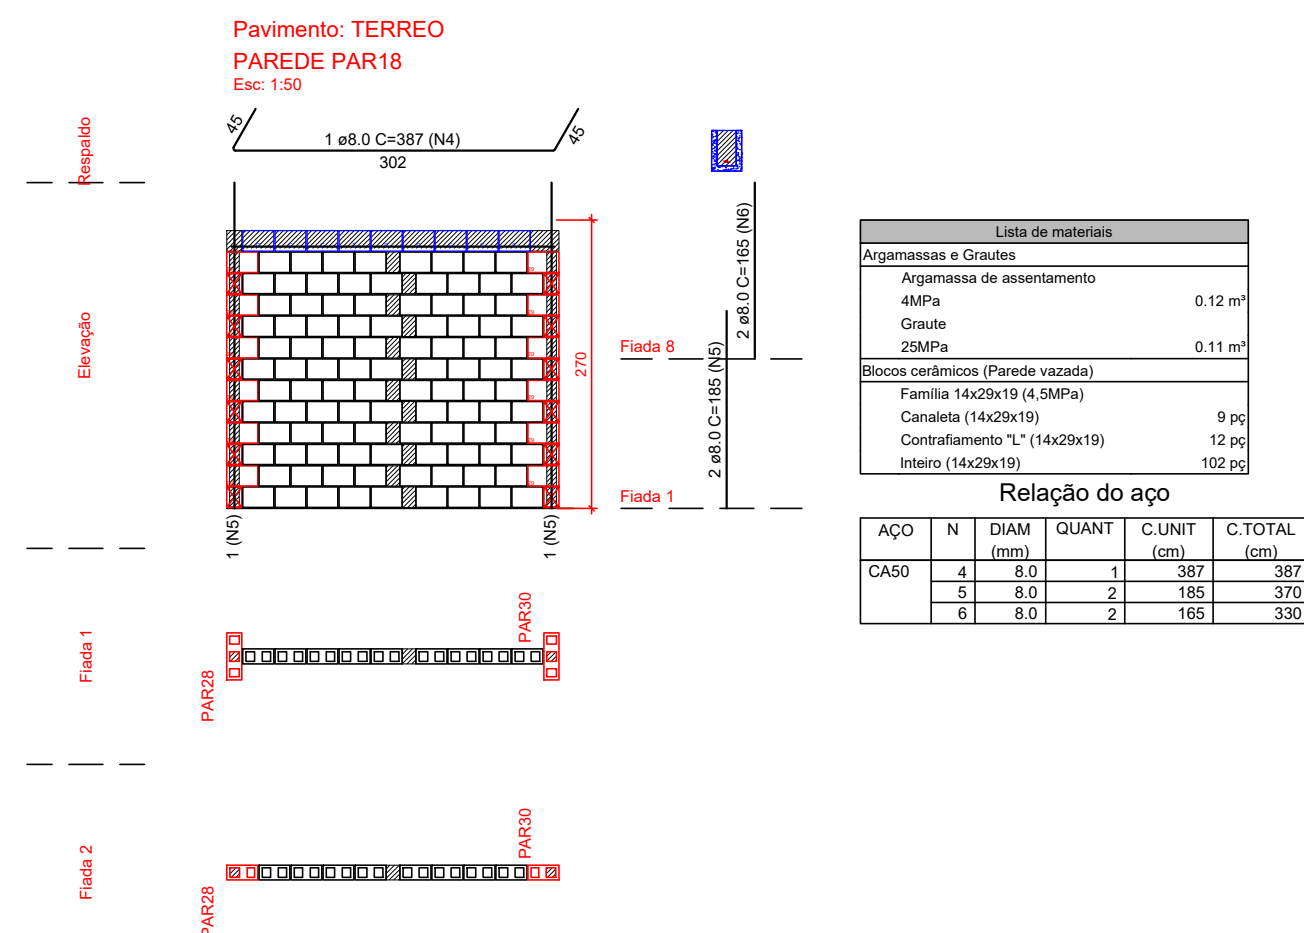 Pavimento: TERREO
PAREDE PAR18
Esc: 1:50
Respaldo
45
1 ø8.0 C=387 (N4)
45
302
Elevação
270
1 (N5)
1 (N5)
Fiada 8
Fiada 1
2 ø8.0 C=185 (N5)
2 ø8.0 C=165 (N6)
Lista de materiais
Argamassas e Grautes
Argamassa de assentamento
4MPa 0.12 m³
Graute
25MPa 0.11 m³
Blocos cerâmicos (Parede vazada)
Família 14x29x19 (4,5MPa)
Canaleta (14x29x19) 9 pç
Contrafiamento "L" (14x29x19) 12 pç
Inteiro (14x29x19) 102 pç
Relação do aço
AÇO N DIAM QUANT C.UNIT C.TOTAL
(mm) (cm) (cm)
CA50 4 8.0 1 387 387
5 8.0 2 185 370
6 8.0 2 165 330
Fiada 1
PAR28
PAR30
Fiada 2
PAR28
PAR30